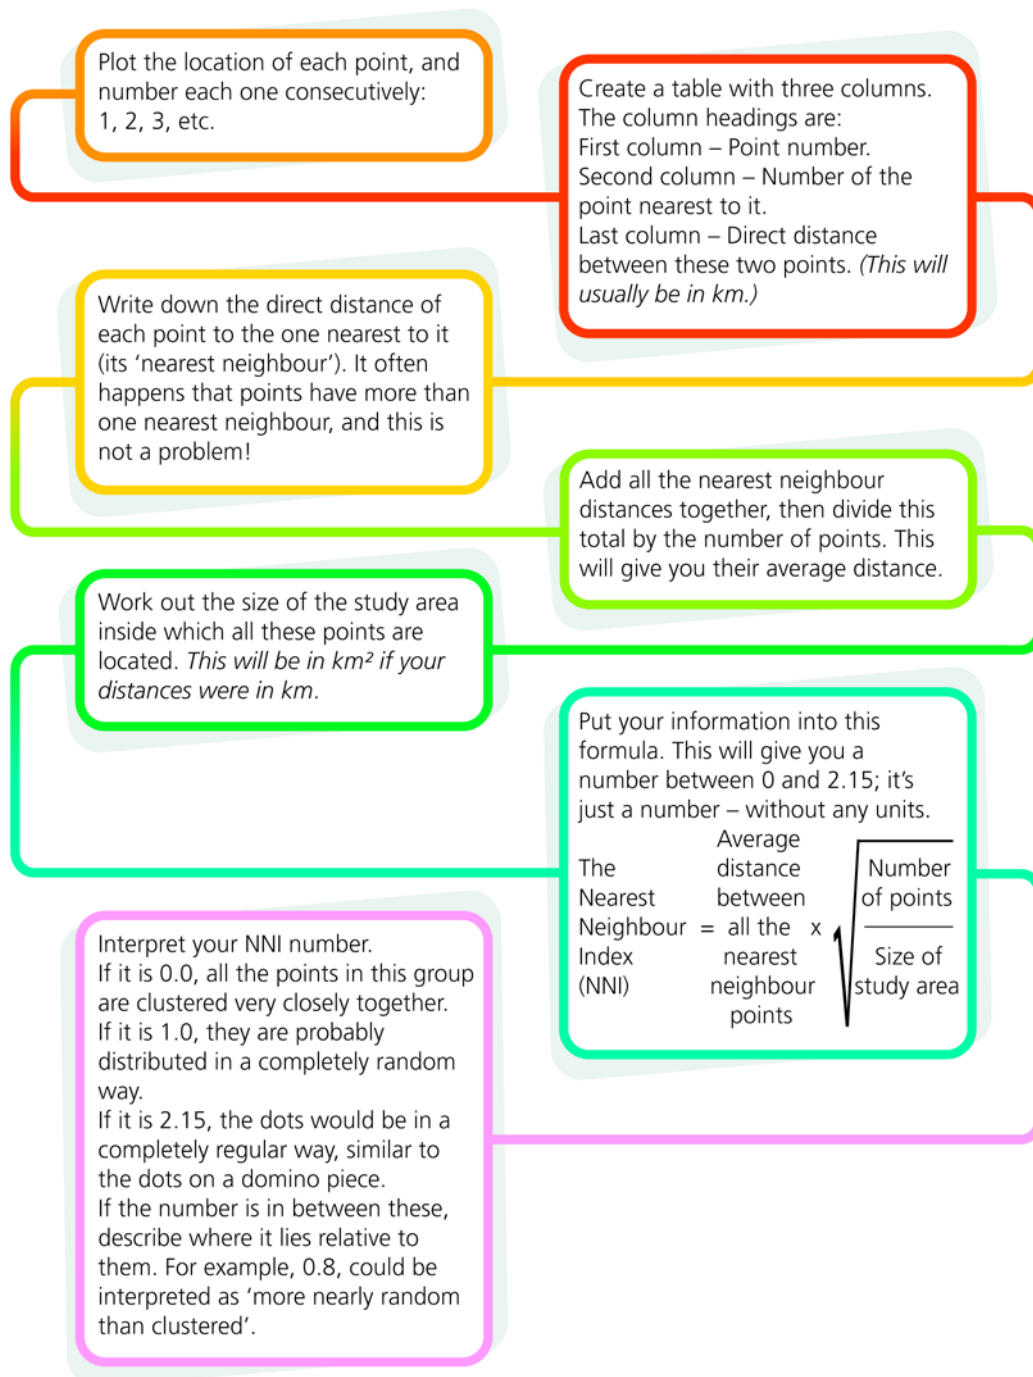 Plot the location of each point, and
number each one consecutively:
1, 2, 3, etc.
Create a table with three columns.
The column headings are:
First column – Point number.
Second column – Number of the
point nearest to it.
Last column – Direct distance
between these two points. (This will
usually be in km.)
Write down the direct distance of
each point to the one nearest to it
(its ‘nearest neighbour’). It often
happens that points have more than
one nearest neighbour, and this is
not a problem!
Add all the nearest neighbour
distances together, then divide this
total by the number of points. This
will give you their average distance.
Work out the size of the study area
inside which all these points are
located. This will be in km² if your
distances were in km.
Put your information into this
formula. This will give you a
number between 0 and 2.15; it’s
just a number – without any units.
The
Nearest
Neighbour
Index
(NNI)
=
Average
distance
between
all the
nearest
neighbour
points
x
√
Number
of points
Size of
study area
Interpret your NNI number.
If it is 0.0, all the points in this group
are clustered very closely together.
If it is 1.0, they are probably
distributed in a completely random
way.
If it is 2.15, the dots would be in a
completely regular way, similar to
the dots on a domino piece.
If the number is in between these,
describe where it lies relative to
them. For example, 0.8, could be
interpreted as ‘more nearly random
than clustered’.